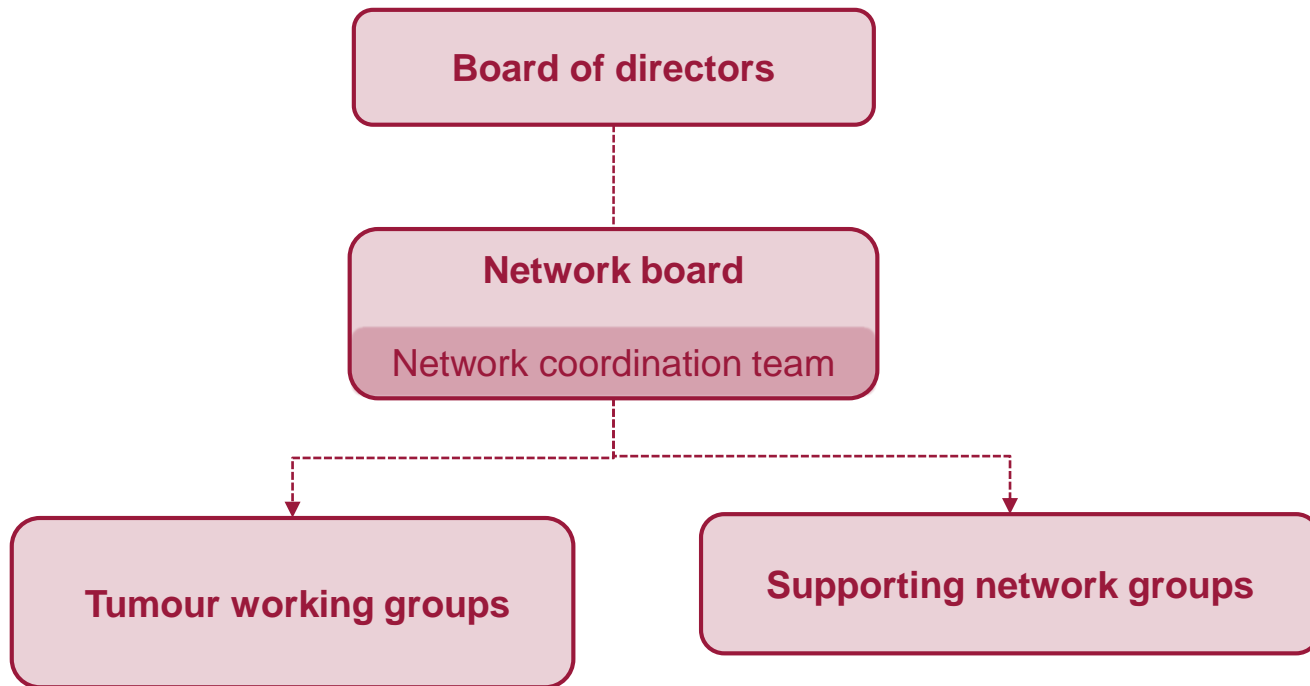 Board of directors
Network board
Network coordination team
Tumour working groups
Supporting network groups